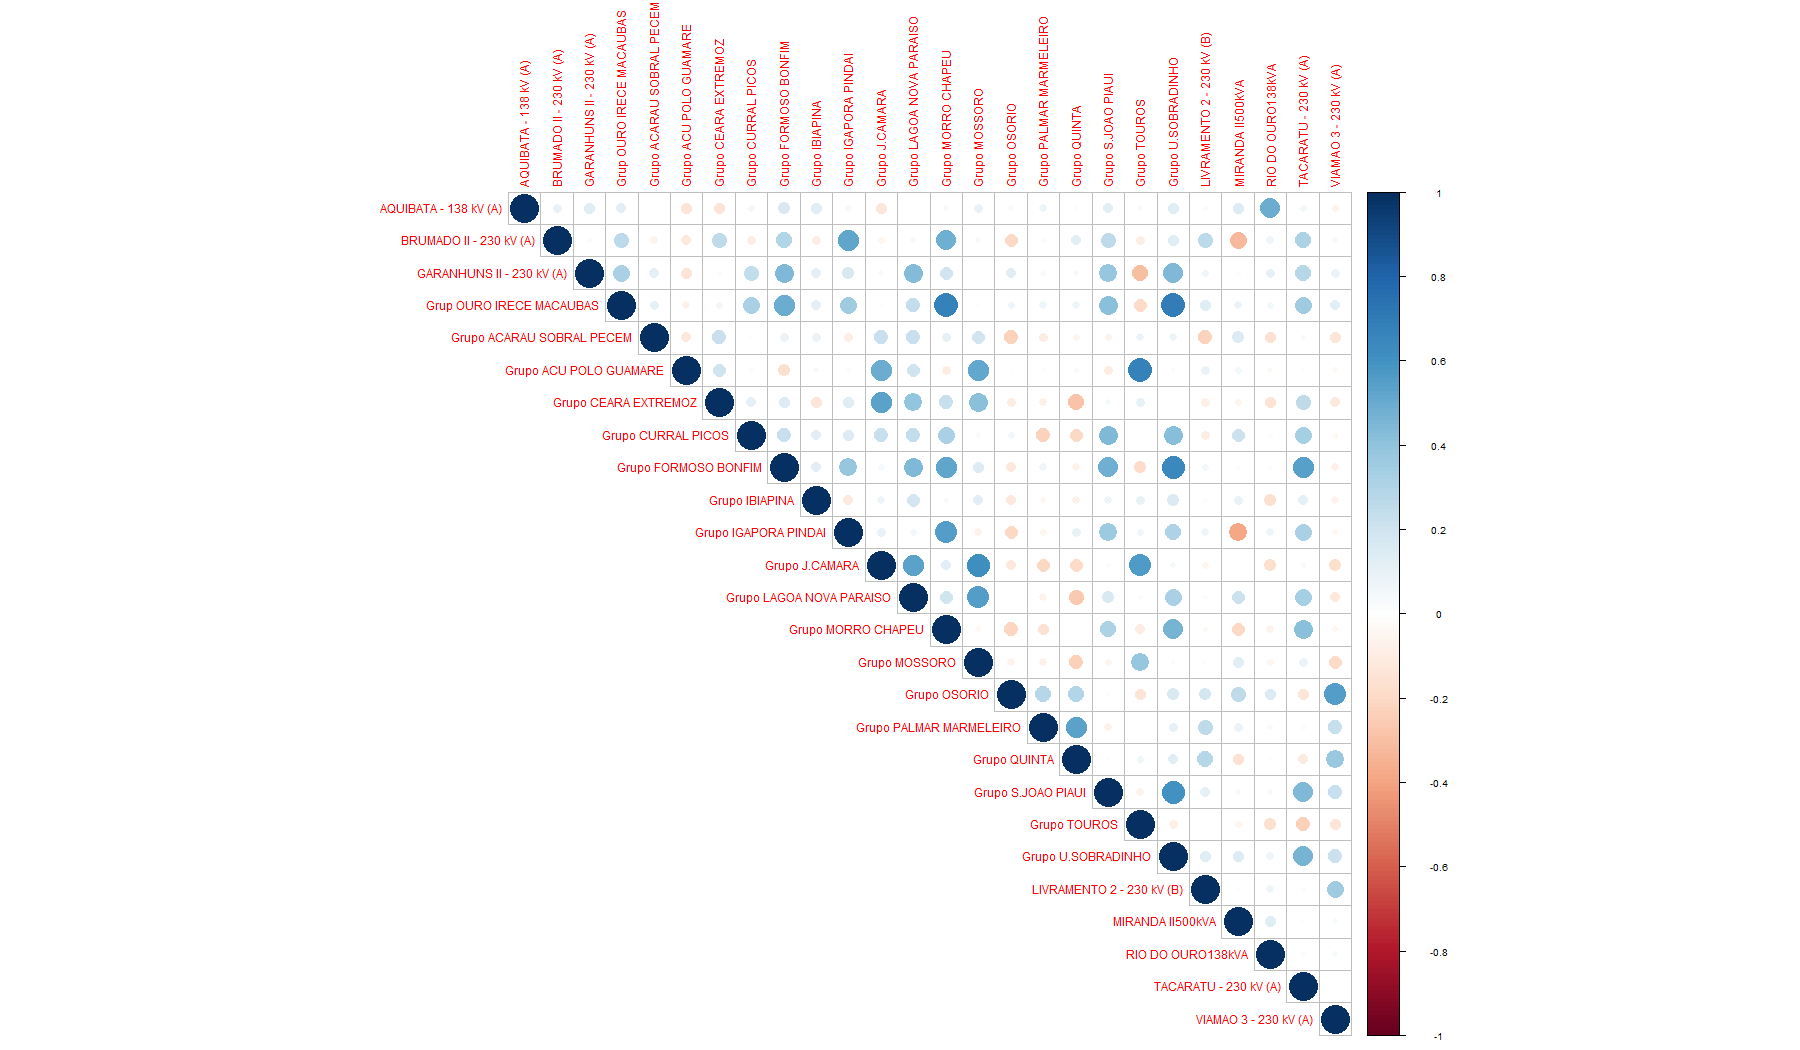 AQUIBATA - 138 kV (A)
BRUMADO II - 230 kV (A)
GARANHUNS II - 230 kV (A)
Grup OURO IRECE MACAUBAS
Grupo ACARAU SOBRAL PECEM
Grupo ACU POLO GUAMARE
Grupo CEARA EXTREMOZ
Grupo CURRAL PICOS
Grupo FORMOSO BONFIM
Grupo IBIAPINA
Grupo IGAPORA PINDAI
Grupo J.CAMARA
Grupo LAGOA NOVA PARAISO
Grupo MORRO CHAPEU
Grupo MOSSORO
Grupo OSORIO
Grupo PALMAR MARMELEIRO
Grupo QUINTA
Grupo S.JOAO PIAUI
Grupo TOUROS
Grupo U.SOBRADINHO
LIVRAMENTO 2 - 230 kV (B)
MIRANDA II500kVA
RIO DO OURO138kVA
TACARATU - 230 kV (A)
VIAMAO 3 - 230 kV (A)
AQUIBATA - 138 kV (A)
BRUMADO II - 230 kV (A)
GARANHUNS II - 230 kV (A)
Grup OURO IRECE MACAUBAS
Grupo ACARAU SOBRAL PECEM
Grupo ACU POLO GUAMARE
Grupo CEARA EXTREMOZ
Grupo CURRAL PICOS
Grupo FORMOSO BONFIM
Grupo IBIAPINA
Grupo IGAPORA PINDAI
Grupo J.CAMARA
Grupo LAGOA NOVA PARAISO
Grupo MORRO CHAPEU
Grupo MOSSORO
Grupo OSORIO
Grupo PALMAR MARMELEIRO
Grupo QUINTA
Grupo S.JOAO PIAUI
Grupo TOUROS
Grupo U.SOBRADINHO
LIVRAMENTO 2 - 230 kV (B)
MIRANDA II500kVA
RIO DO OURO138kVA
TACARATU - 230 kV (A)
VIAMAO 3 - 230 kV (A)
1
0.8
0.6
0.4
0.2
0
-0.2
-0.4
-0.6
-0.8
-1